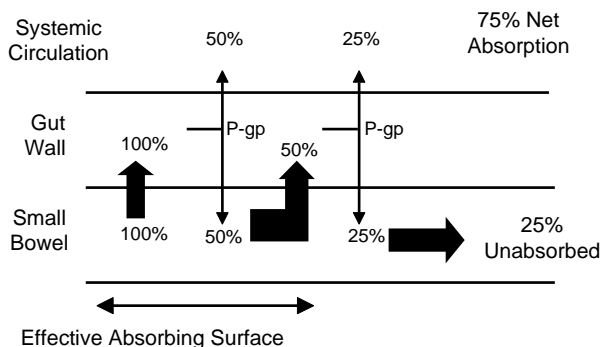 Systemic
Circulation
50%
25%
75% Net
Absorption
Gut
Wall
100%
P-gp
50%
P-gp
Small
Bowel
100%
50%
25%
25%
Unabsorbed
Effective Absorbing Surface